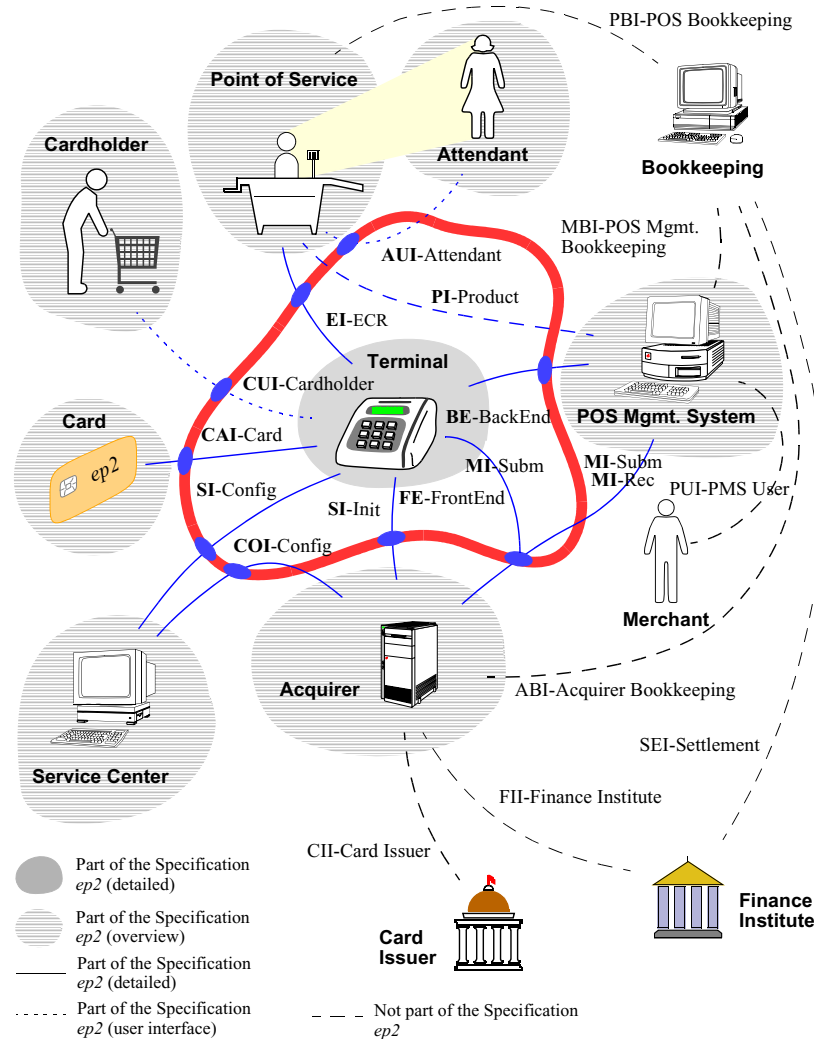 PBI-POS Bookkeeping
Point of Service
Attendant
Cardholder
Bookkeeping
MBI-POS Mgmt.
Bookkeeping
AUI-Attendant
PI-Product
EI-ECR
Terminal
CUI-Cardholder
BE-BackEnd
POS Mgmt. System
Card
ep2
CAI-Card
MI-Subm
MI-Subm
MI-Rec
SI-Config
SI-Init
FE-FrontEnd
PUI-PMS User
COI-Config
Merchant
Acquirer
ABI-Acquirer Bookkeeping
Service Center
SEI-Settlement
FII-Finance Institute
CII-Card Issuer
Finance
Institute
Card
Issuer
Part of the Specification
ep2 (detailed)
Part of the Specification
ep2 (overview)
Part of the Specification
ep2 (detailed)
Part of the Specification
ep2 (user interface)
Not part of the Specification
ep2